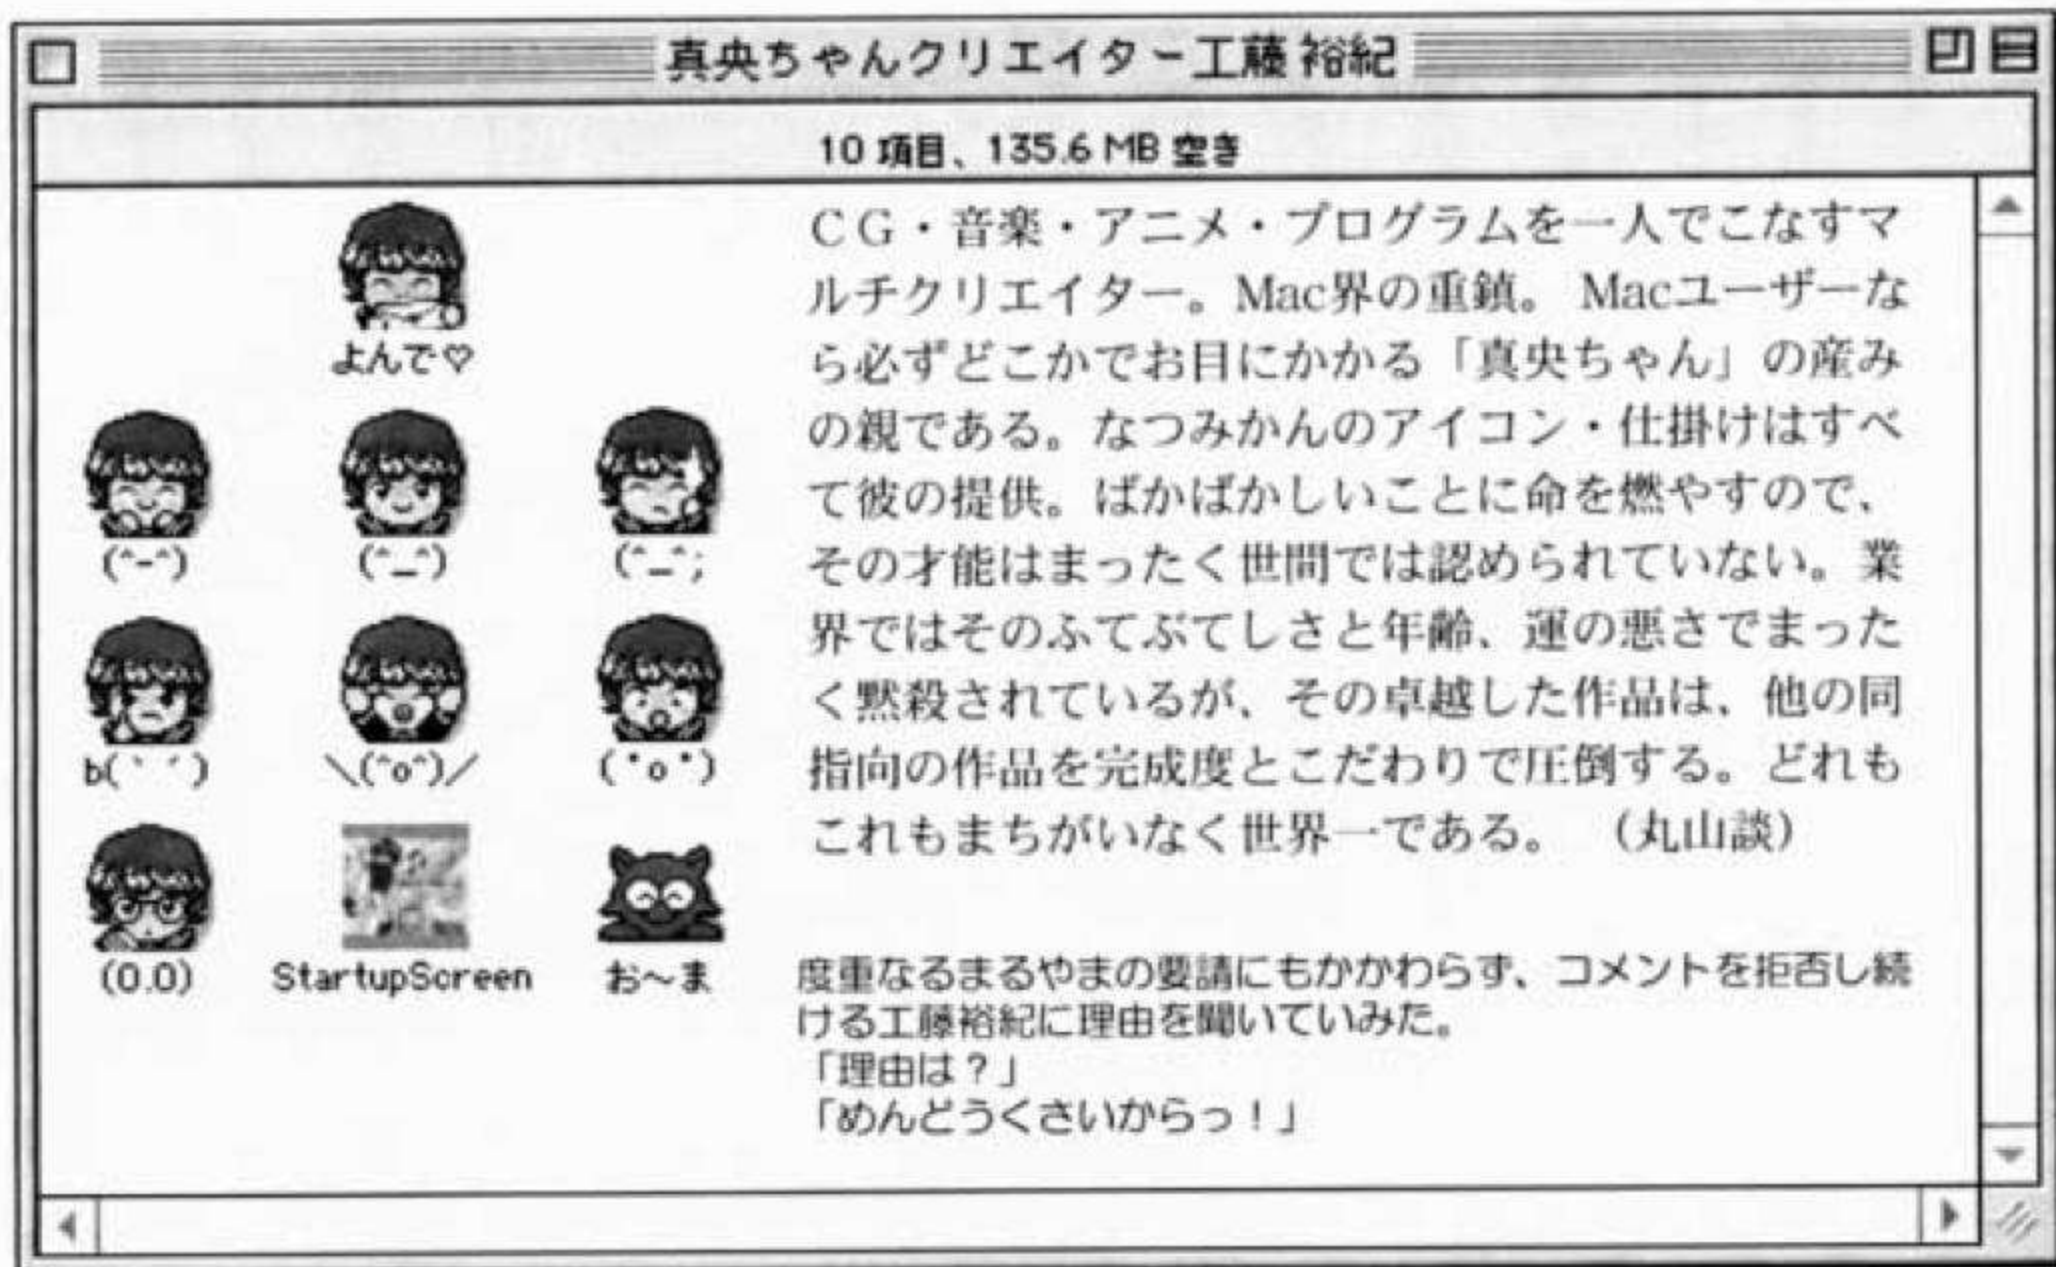 真央ちゃんクリエイター工藤 裕紀
10 項目、135.6 MB 空き
よんで♡
(^-^)
(^_^)
(^_^;
b(｀´)
＼(^o^)／
(*o*)
(0.0)
StartupScreen
お～ま
ＣＧ・音楽・アニメ・プログラムを一人でこなすマ
ルチクリエイター。Mac界の重鎮。 Macユーザーな
ら必ずどこかでお目にかかる「真央ちゃん」の産み
の親である。なつみかんのアイコン・仕掛けはすべ
て彼の提供。ばかばかしいことに命を燃やすので、
その才能はまったく世間では認められていない。業
界ではそのふてぶてしさと年齢、運の悪さでまった
く黙殺されているが、その卓越した作品は、他の同
指向の作品を完成度とこだわりで圧倒する。どれも
これもまちがいなく世界一である。 （丸山談）
度重なるまるやまの要請にもかかわらず、コメントを拒否し続
ける工藤裕紀に理由を聞いていみた。
「理由は？」
「めんどうくさいからっ！」